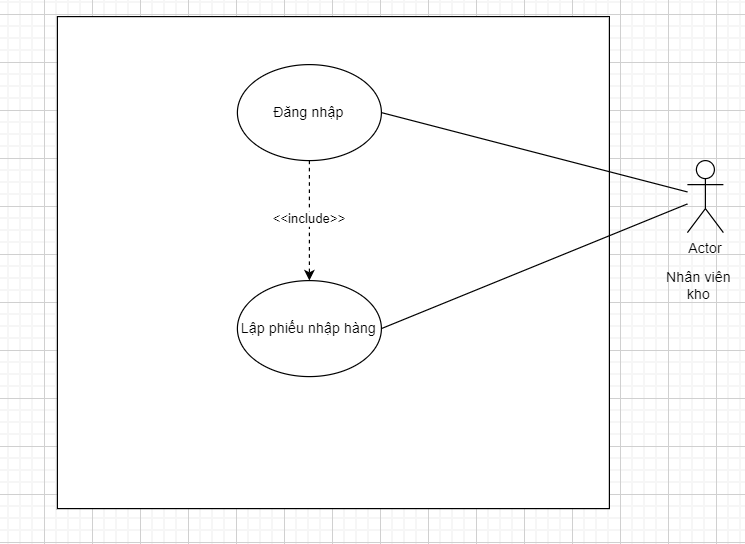 Đăng nhập
<<include>>
Lập phiếu nhập hàng
Actor
Nhân viên
kho